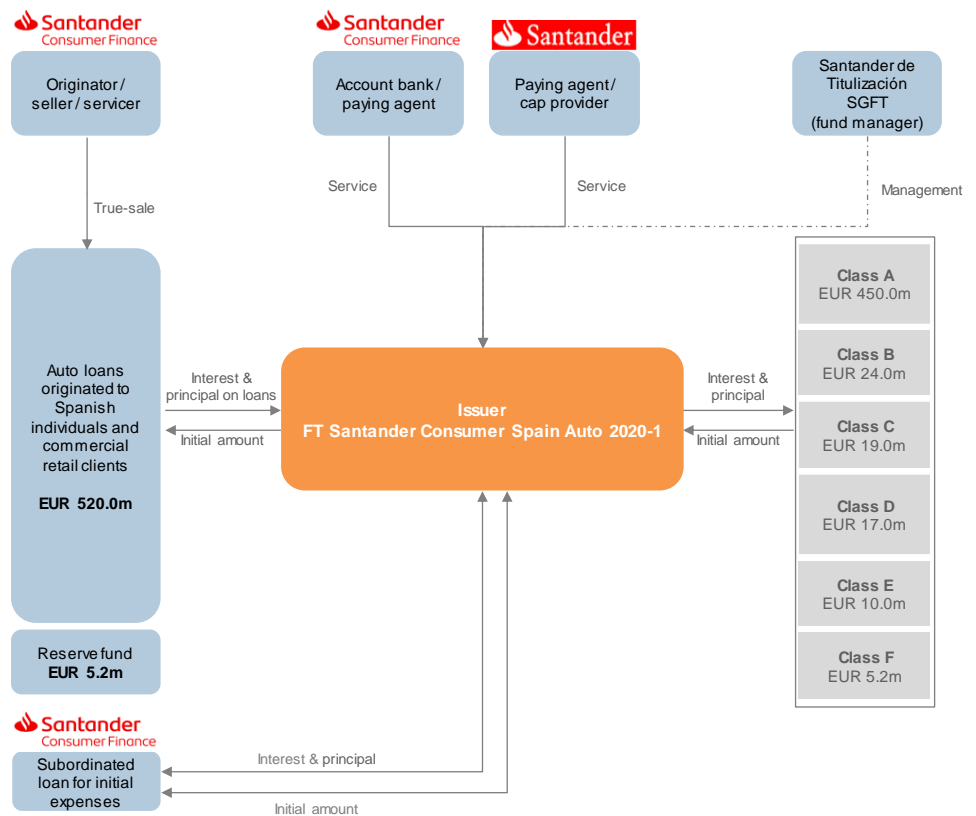 Santander
Consumer Finance
Santander
Consumer Finance
Santander
Originator /
seller / servicer
Account bank /
paying agent
Paying agent /
cap provider
Santander de
Titulización
SGFT
(fund manager)
Service
Service
Management
True-sale
Auto loans
originated to
Spanish
individuals and
commercial
retail clients
EUR 520.0m
Interest &
principal on loans
Initial amount
Issuer
FT Santander Consumer Spain Auto 2020-1
Interest &
principal
Initial amount
Class A
EUR 450.0m
Class B
EUR 24.0m
Class C
EUR 19.0m
Class D
EUR 17.0m
Class E
EUR 10.0m
Class F
EUR 5.2m
Reserve fund
EUR 5.2m
Santander
Consumer Finance
Subordinated
loan for initial
expenses
Interest & principal
Initial amount